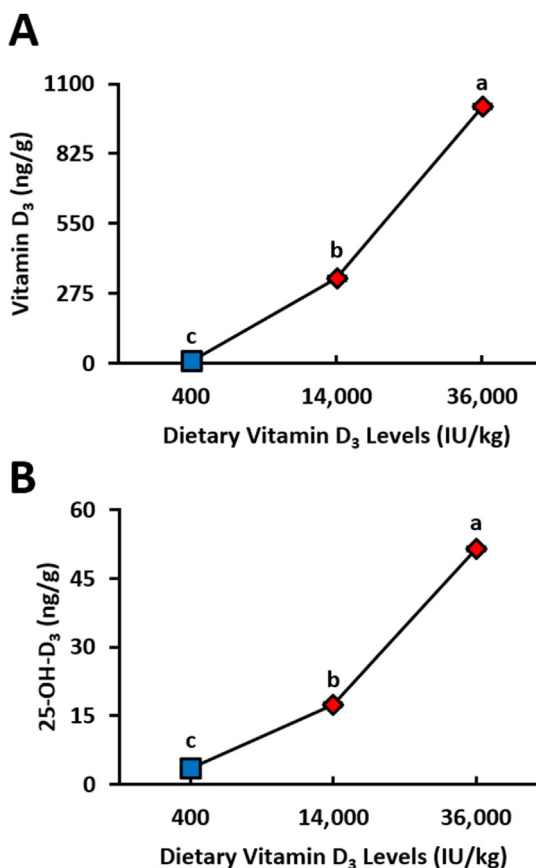 A
1100
825
550
275
0
Vitamin D₃ (ng/g)
c
b
a
400 14,000 36,000
Dietary Vitamin D₃ Levels (IU/kg)
B
60
45
30
15
0
25-OH-D₃ (ng/g)
c
b
a
400 14,000 36,000
Dietary Vitamin D₃ Levels (IU/kg)